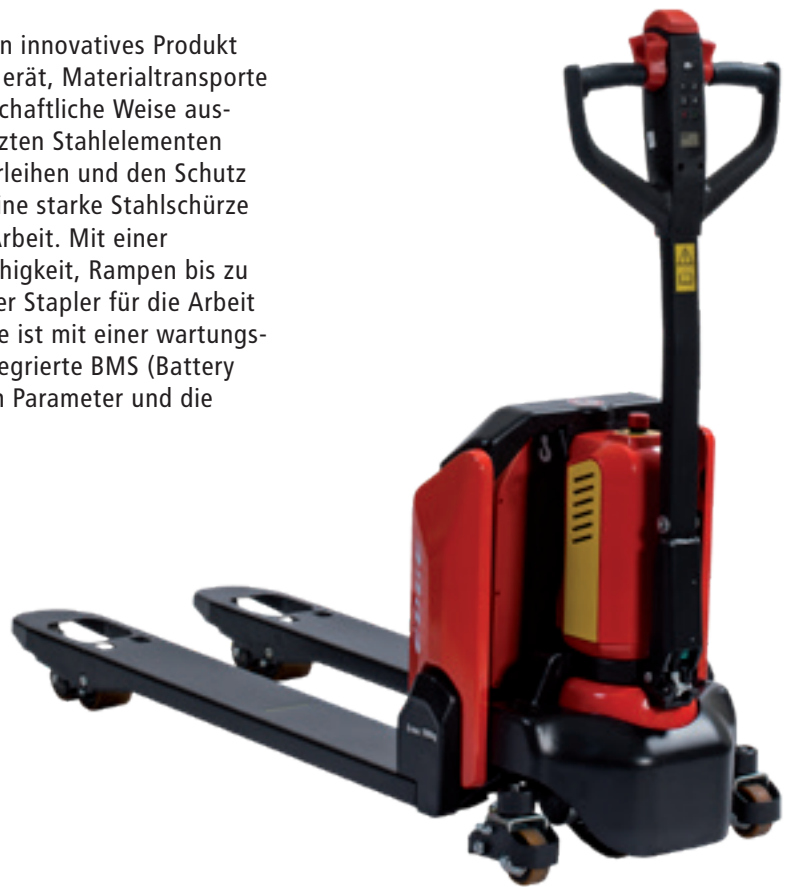 n innovatives Produkt
erät, Materialtransporte
schaftliche Weise aus-
zten Stahlelementen
rleihen und den Schutz
ine starke Stahlschürze
Arbeit. Mit einer
higkeit, Rampen bis zu
er Stapler für die Arbeit
e ist mit einer wartungs-
egrierte BMS (Battery
n Parameter und die